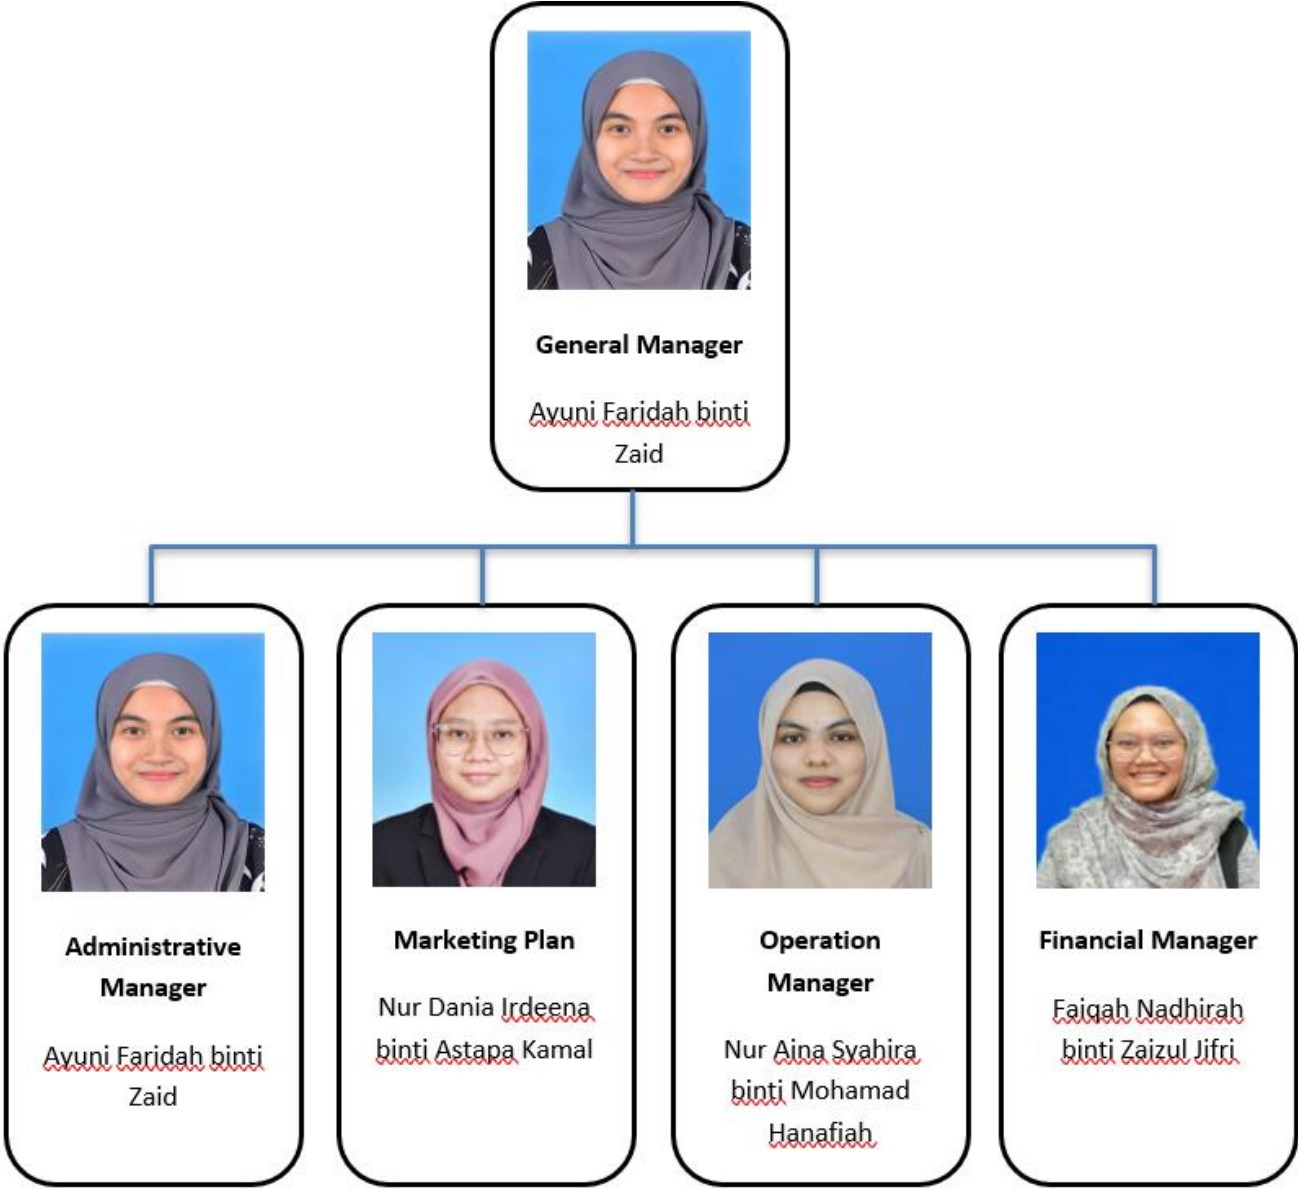 General Manager
Ayuni Faridah binti
Zaid
Administrative
Manager
Ayuni Faridah binti
Zaid
Marketing Plan
Nur Dania Irdeena
binti Astapa Kamal
Operation
Manager
Nur Aina Syahira
binti Mohamad
Hanafiah
Financial Manager
Faiqah Nadhirah
binti Zaizul Jifri